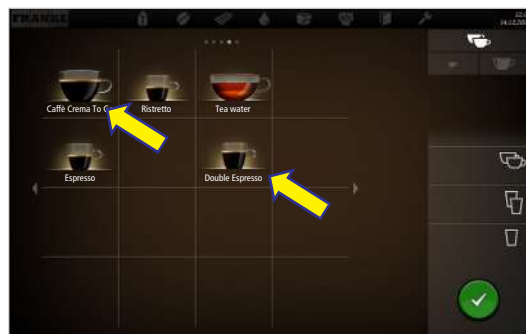 FRANKE
Caffè Crema To G
Ristretto
Tea water
Espresso
Double Espresso